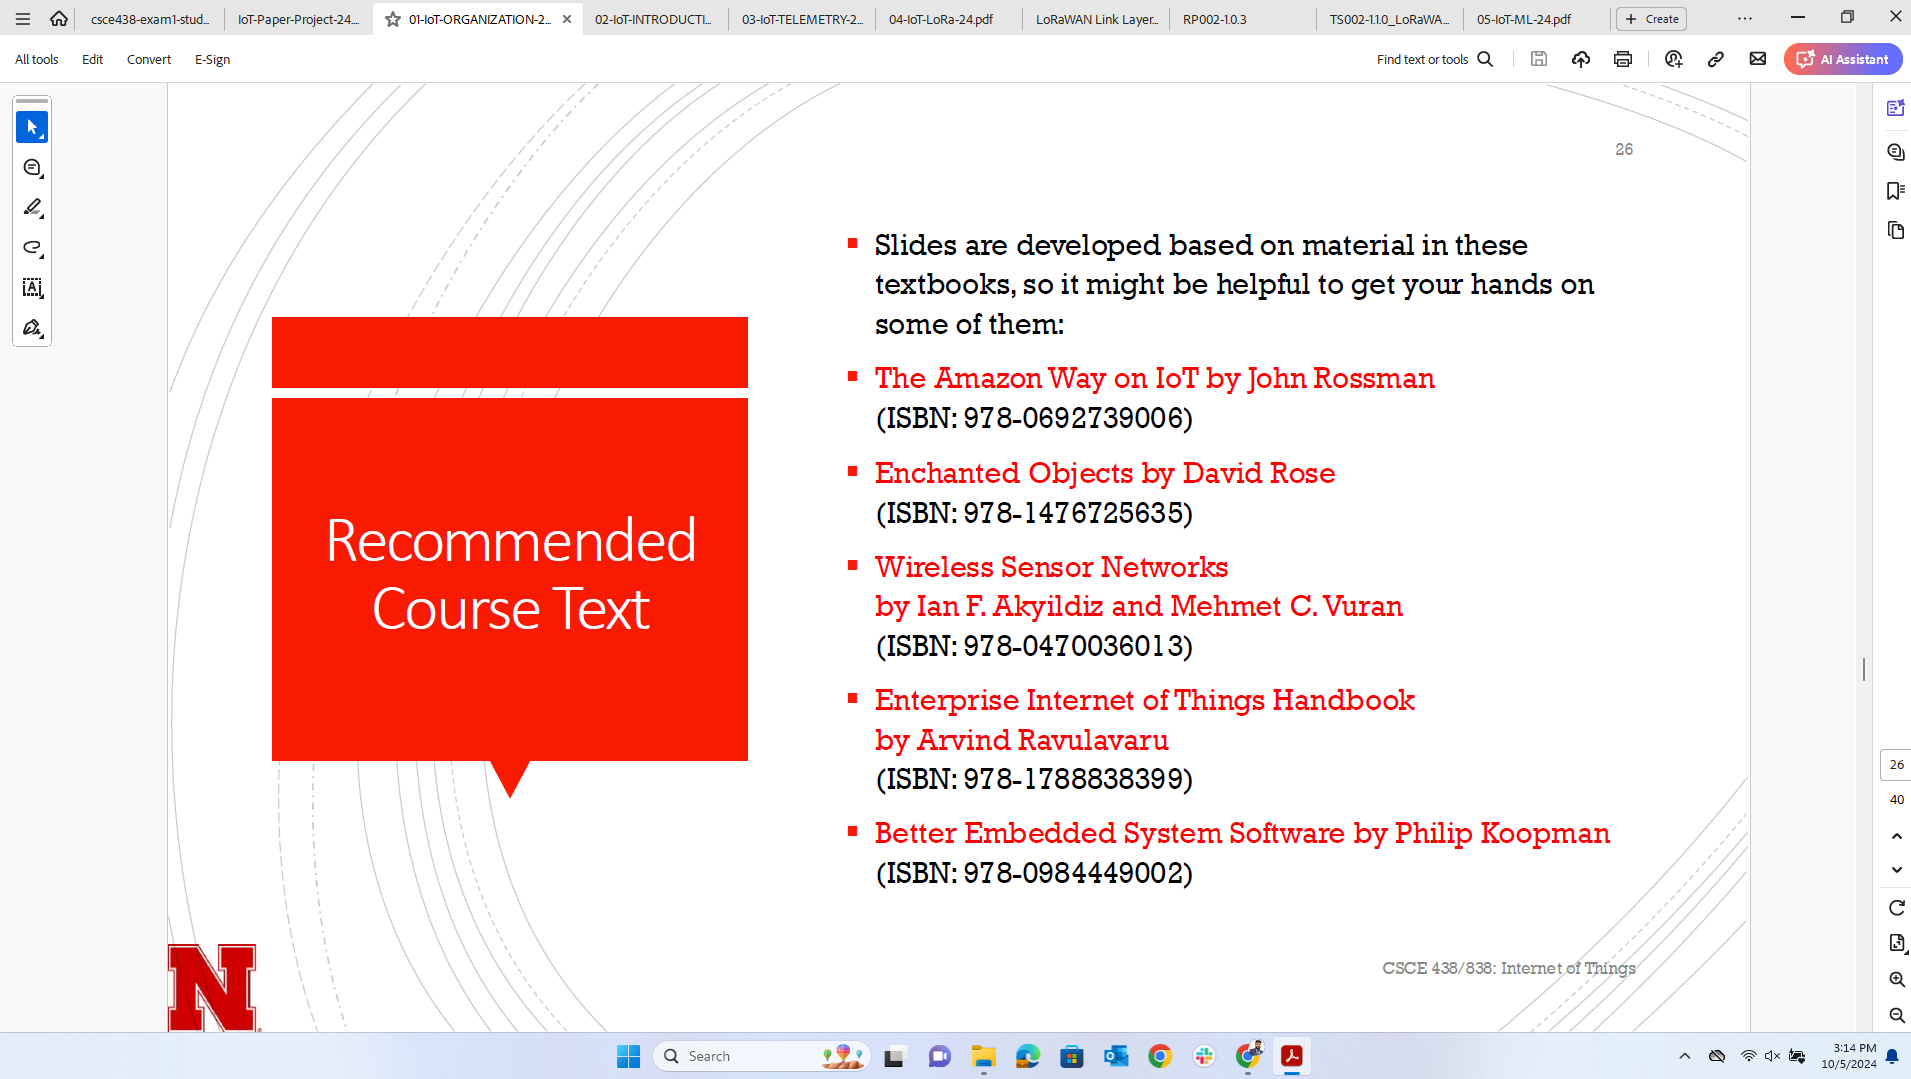 csce438-exam1-stud...
IoT-Paper-Project-24....
01-IoT-ORGANIZATION-2...
02-IoT-INTRODUCTI...
03-IoT-TELEMETRY-2...
04-IoT-LoRa-24.pdf
LoRaWAN Link Layer...
RP002-1.0.3
TS002-1.1.0_LoRaWA...
05-IoT-ML-24.pdf
Create
All tools
Edit
Convert
E-Sign
Find text or tools
AI Assistant
26
Recommended
Course Text
Slides are developed based on material in these
textbooks, so it might be helpful to get your hands on
some of them:
The Amazon Way on IoT by John Rossman
(ISBN: 978-0692739006)
Enchanted Objects by David Rose
(ISBN: 978-1476725635)
Wireless Sensor Networks
by Ian F. Akyildiz and Mehmet C. Vuran
(ISBN: 978-0470036013)
Enterprise Internet of Things Handbook
by Arvind Ravulavaru
(ISBN: 978-1788838399)
Better Embedded System Software by Philip Koopman
(ISBN: 978-0984449002)
CSCE 438/838: Internet of Things
N
26
40
Search
3:14 PM
10/5/2024